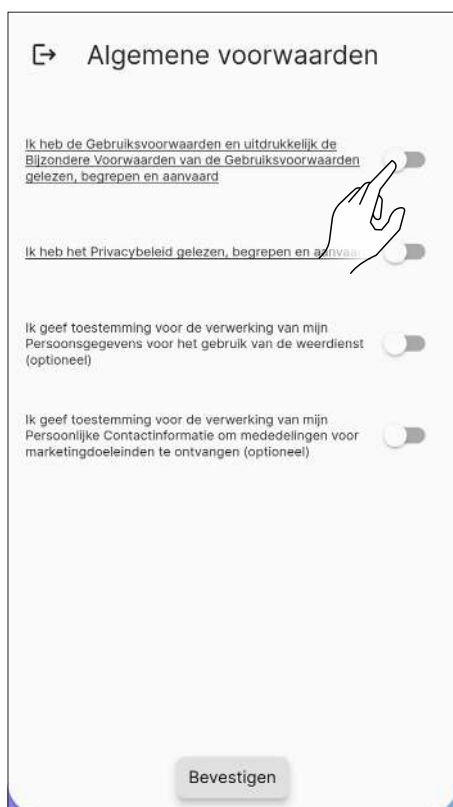 Algemene voorwaarden
Ik heb de Gebruiksvoorwaarden en uitdrukkelijk de
Bijzondere Voorwaarden van de Gebruiksvoorwaarden
gelezen, begrepen en aanvaard
Ik heb het Privacybeleid gelezen, begrepen en aanvaa
Ik geef toestemming voor de verwerking van mijn
Persoonsgegevens voor het gebruik van de weerdienst
(optioneel)
Ik geef toestemming voor de verwerking van mijn
Persoonlijke Contactinformatie om mededelingen voor
marketingdoeleinden te ontvangen (optioneel)
Bevestigen